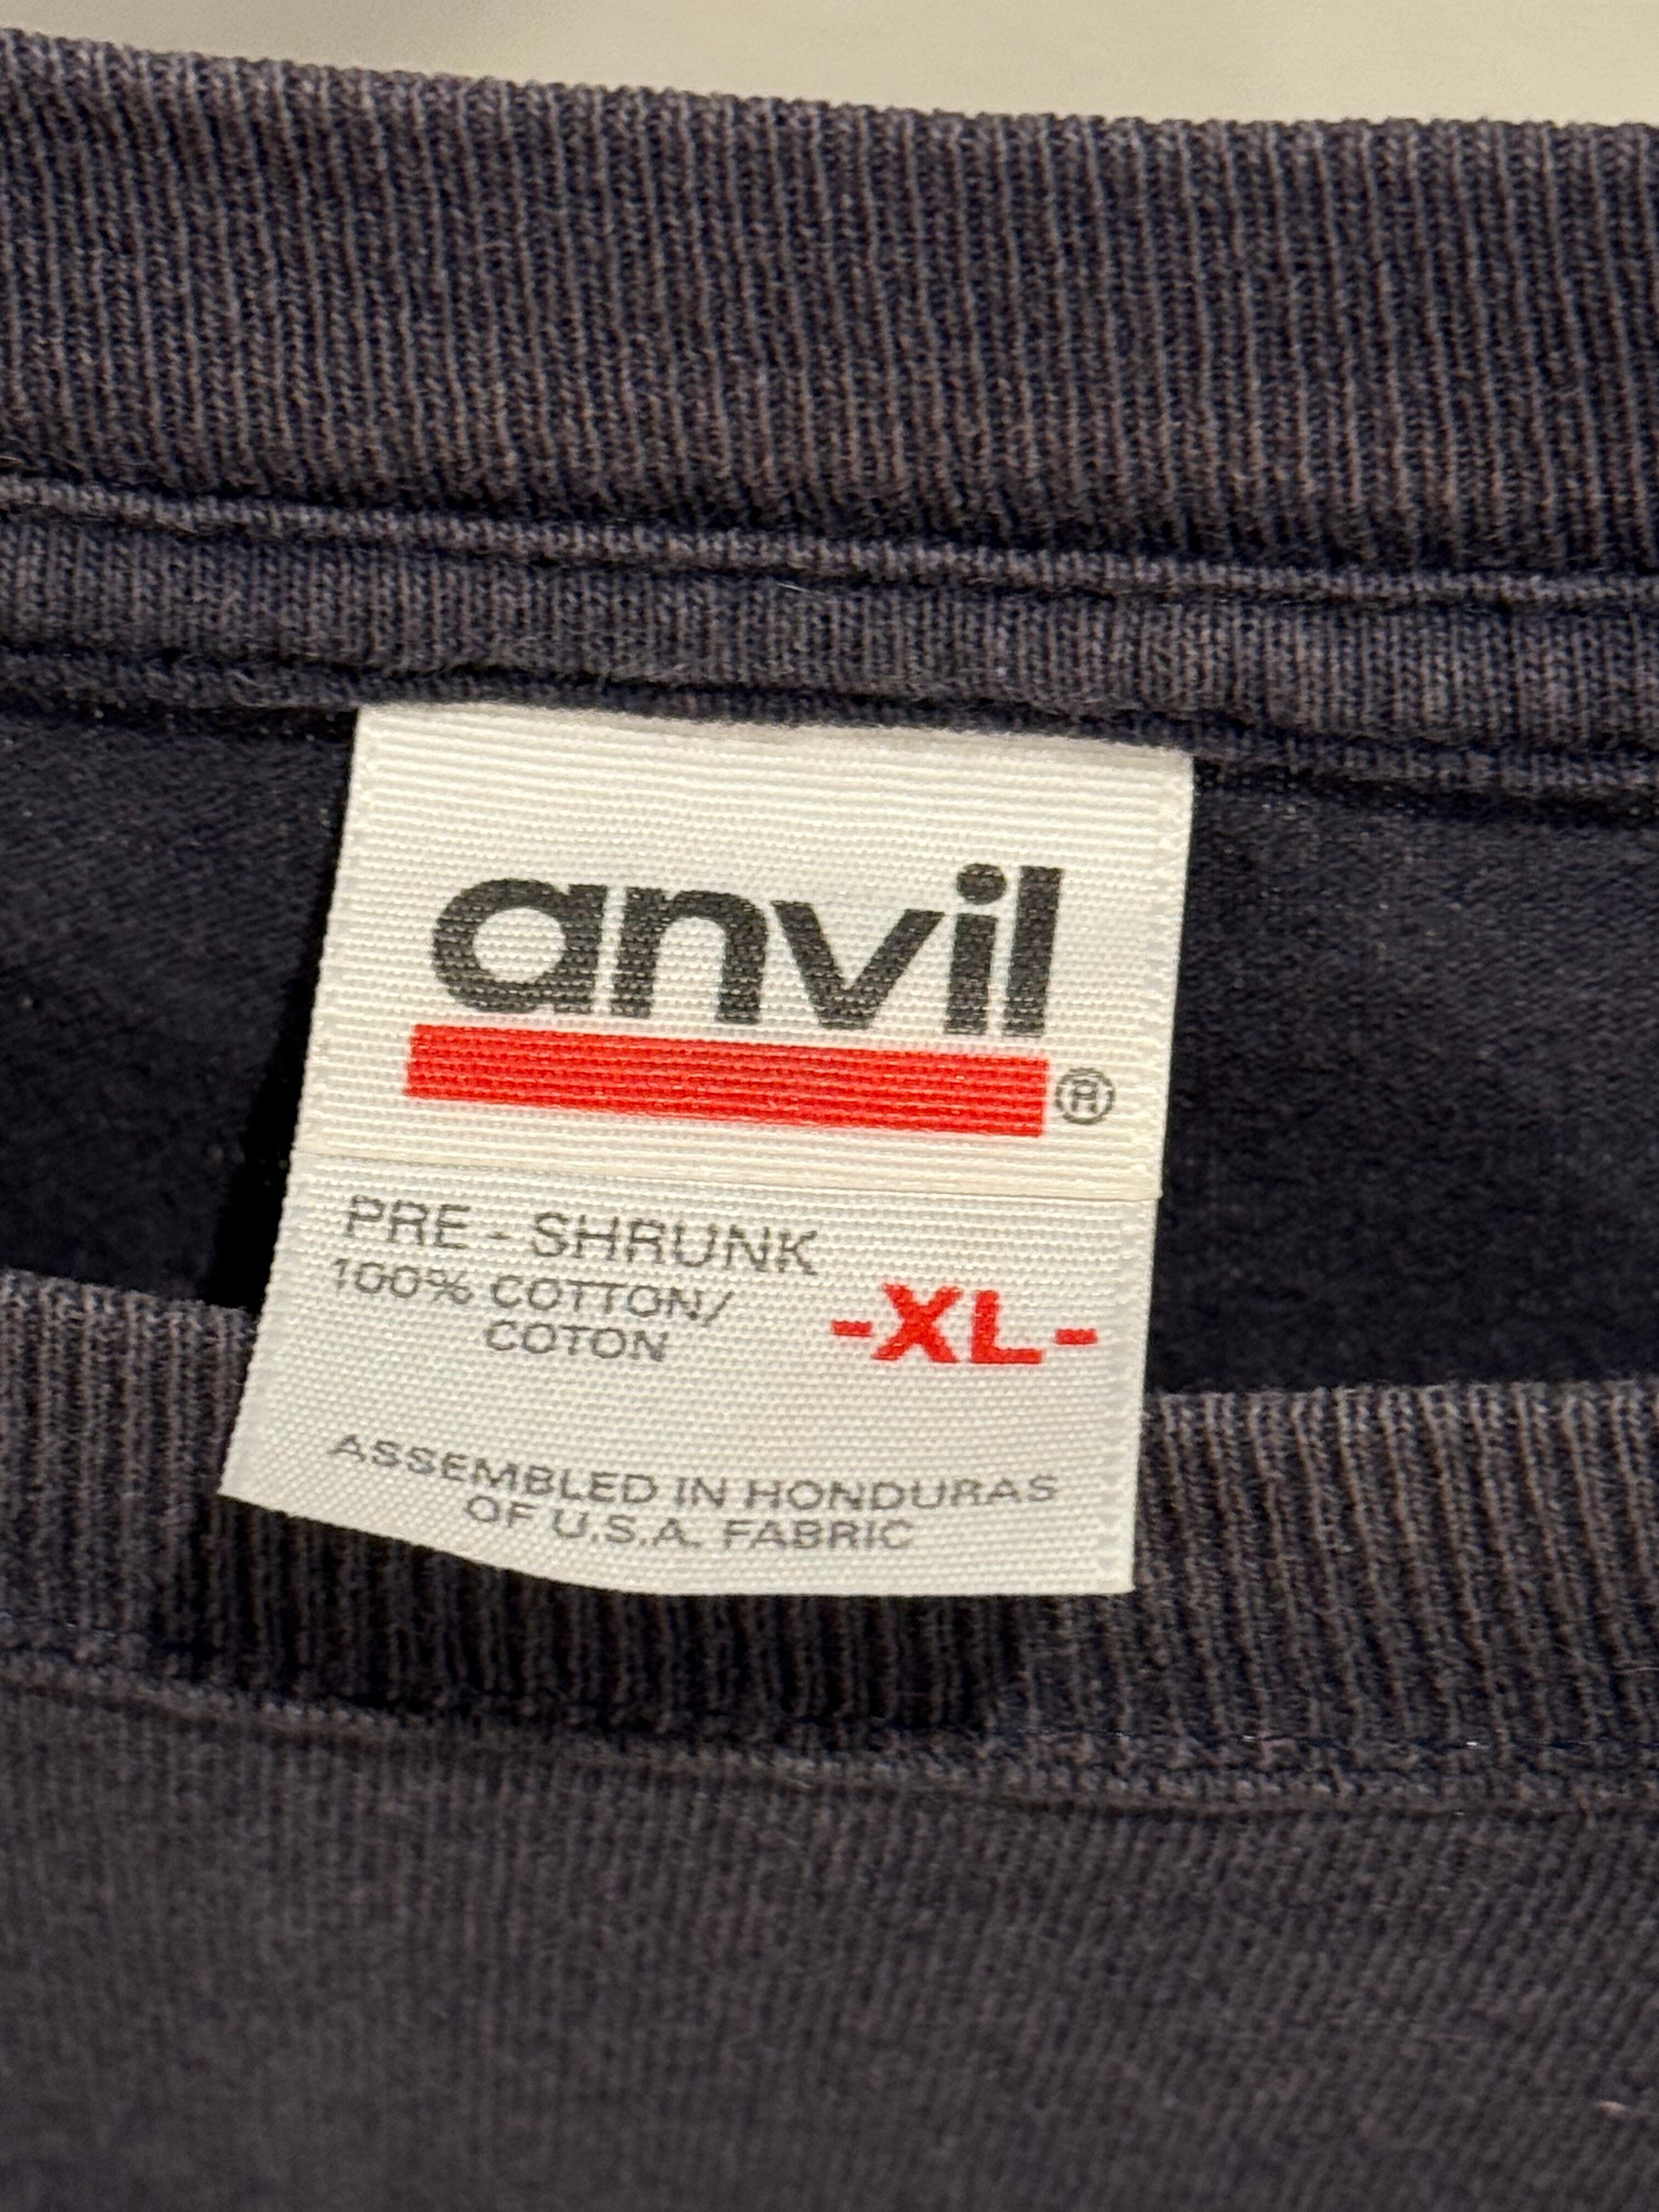 anvil
®
PRE - SHRUNK
100% COTTON/
COTON
-XL-
ASSEMBLED IN HONDURAS
OF U.S.A. FABRIC